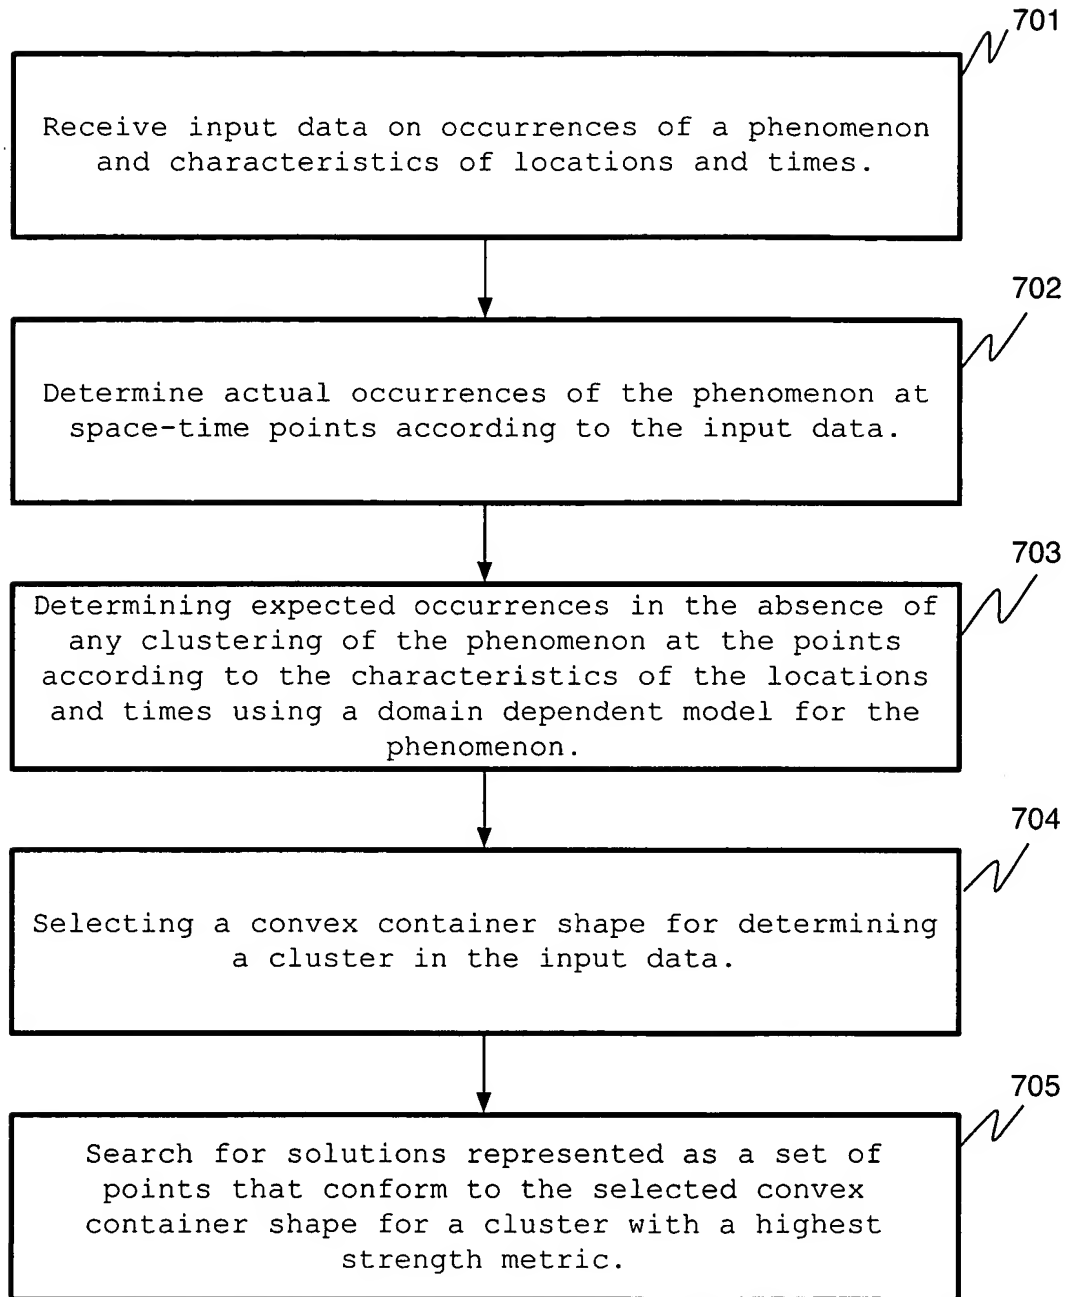 701
Receive input data on occurrences of a phenomenon
and characteristics of locations and times.
702
Determine actual occurrences of the phenomenon at
space-time points according to the input data.
703
Determining expected occurrences in the absence of
any clustering of the phenomenon at the points
according to the characteristics of the locations
and times using a domain dependent model for the
phenomenon.
704
Selecting a convex container shape for determining
a cluster in the input data.
705
Search for solutions represented as a set of
points that conform to the selected convex
container shape for a cluster with a highest
strength metric.